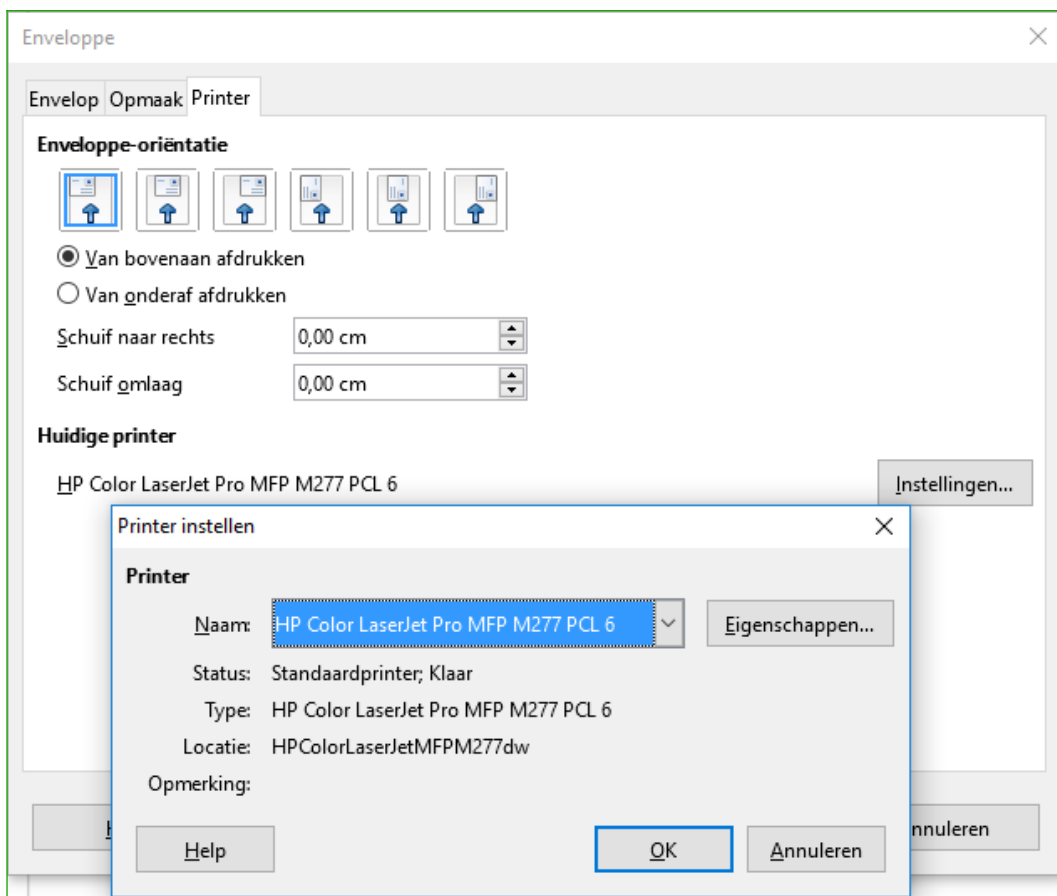 Enveloppe
Envelop Opmaak Printer
Enveloppe-oriëntatie
Van bovenaan afdrukken
Van onderaf afdrukken
Schuif naar rechts 0,00 cm
Schuif omlaag 0,00 cm
Huidige printer
HP Color LaserJet Pro MFP M277 PCL 6 Instellingen...
Printer instellen
Printer
Naam: HP Color LaserJet Pro MFP M277 PCL 6 Eigenschappen...
Status: Standaardprinter; Klaar
Type: HP Color LaserJet Pro MFP M277 PCL 6
Locatie: HPColorLaserJetMFPM277dw
Opmerking:
nnuleren
Help OK Annuleren